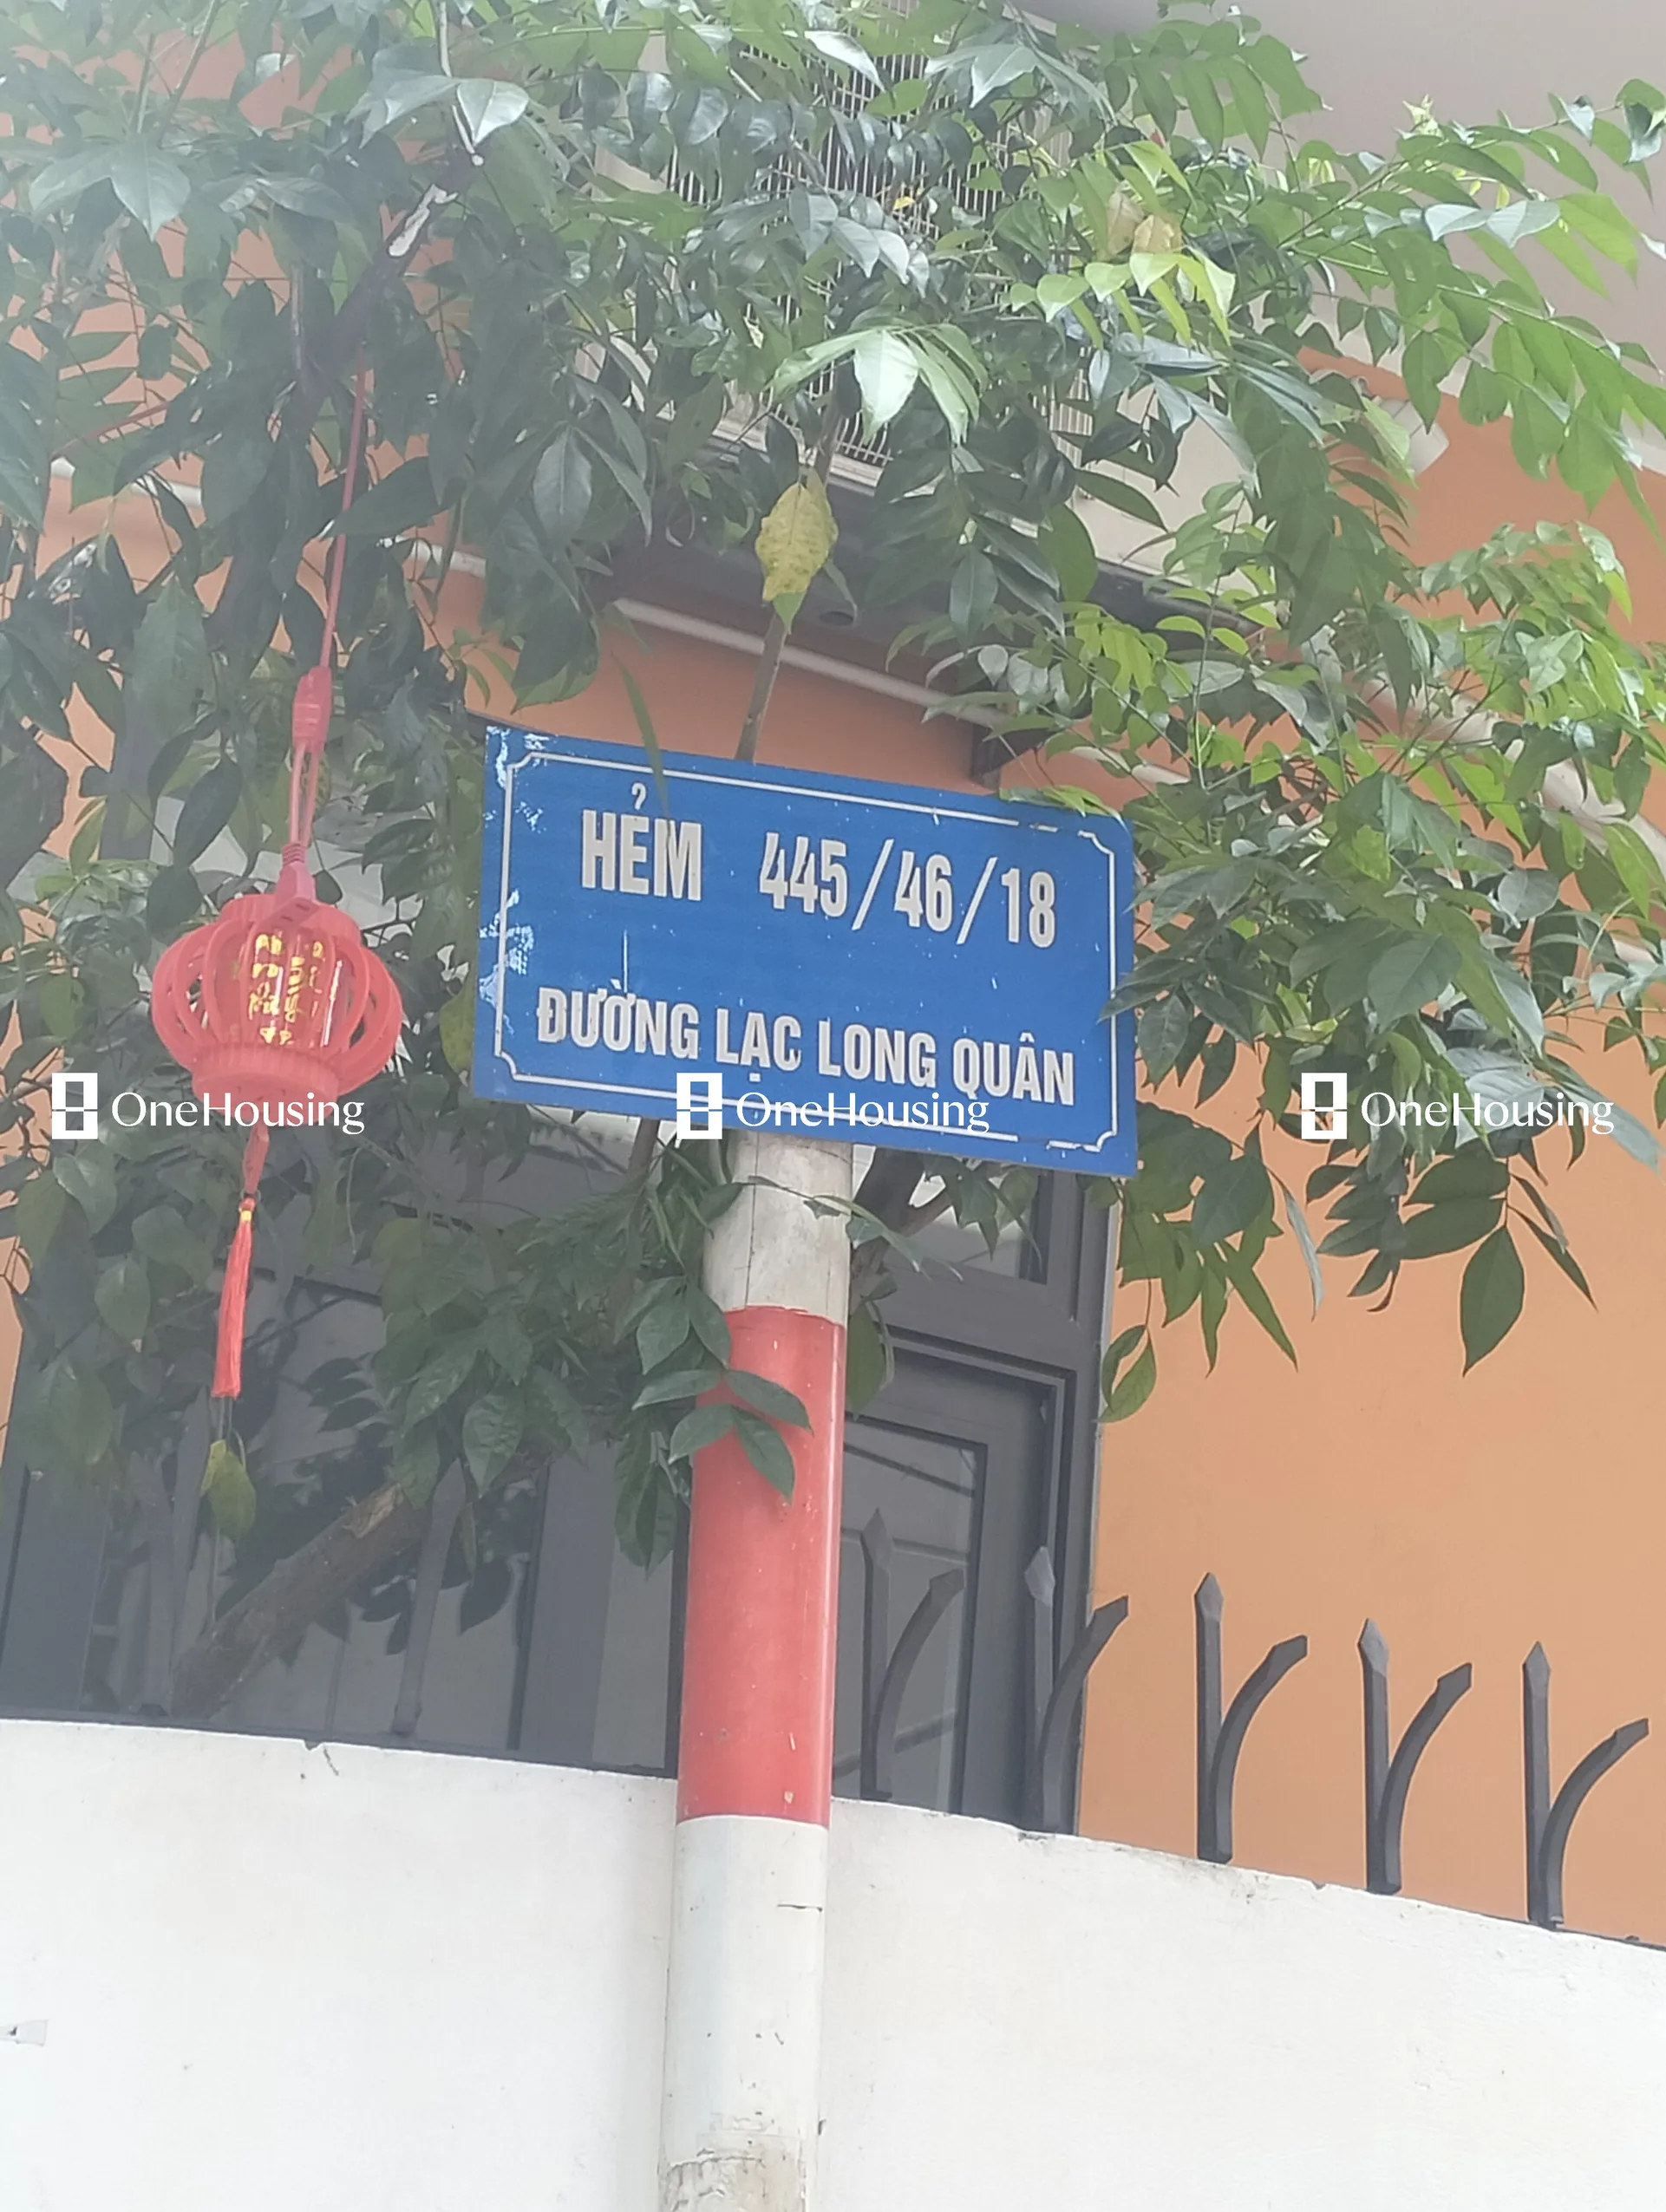 HẺM 445/46/18
ĐƯỜNG LẠC LONG QUÂN
OneHousing OneHousing OneHousing